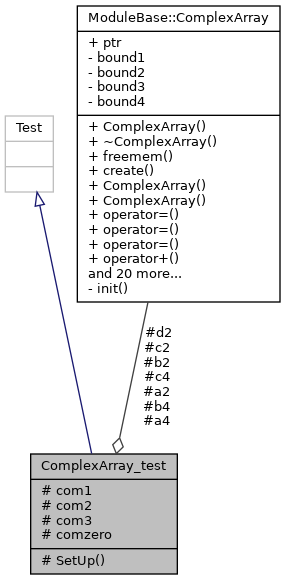 ModuleBase::ComplexArray
+ ptr
- bound1
- bound2
- bound3
- bound4
+ ComplexArray()
+ ~ComplexArray()
+ freemem()
+ create()
+ ComplexArray()
+ ComplexArray()
+ operator=()
+ operator=()
+ operator=()
+ operator+()
and 20 more...
- init()
Test
#d2
#c2
#b2
#c4
#a2
#b4
#a4
ComplexArray_test
# com1
# com2
# com3
# comzero
# SetUp()